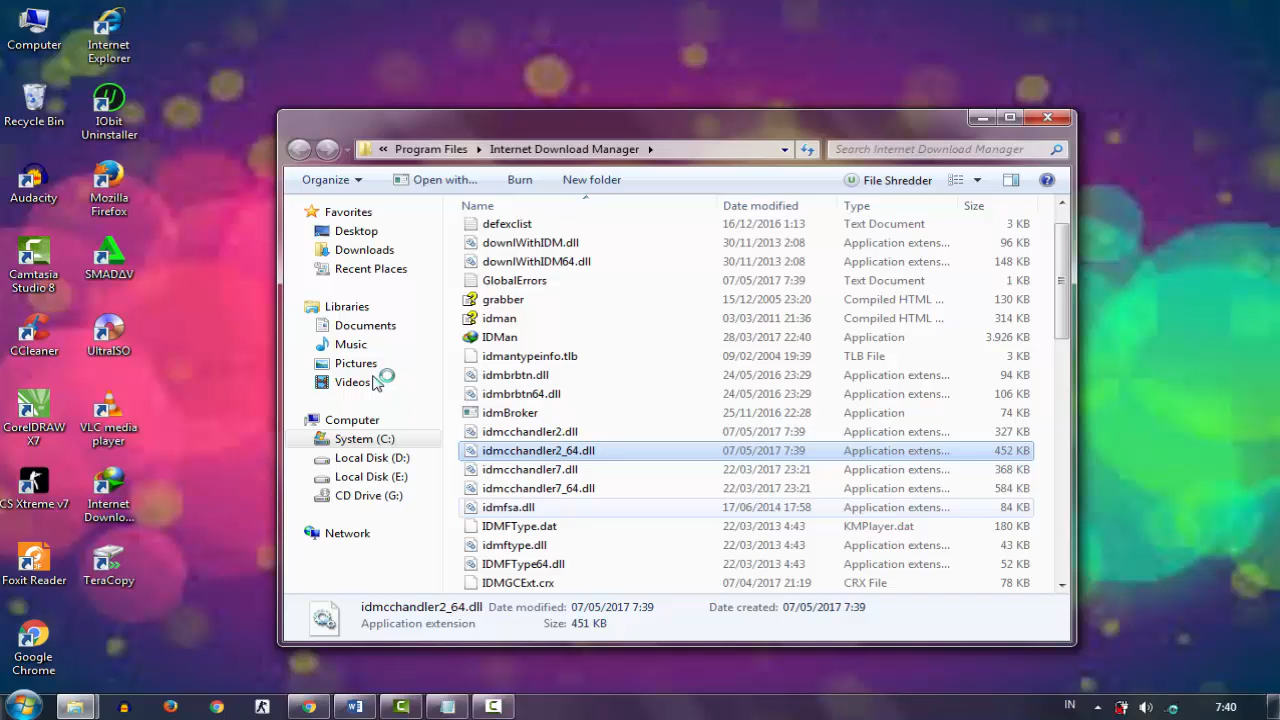 Computer
Internet
Explorer
Recycle Bin
IObit
Uninstaller
Audacity
Mozilla
Firefox
Camtasia
Studio 8
SMADΔV
CCleaner
UltraISO
CorelDRAW
X7
VLC media
player
CS Xtreme v7
Internet
Downlo...
Foxit Reader
TeraCopy
Google
Chrome
« Program Files Internet Download Manager
Search Internet Download Manager
Organize Open with... Burn New folder File Shredder
Favorites
Desktop
Downloads
Recent Places
Libraries
Documents
Music
Pictures
Videos
Computer
System (C:)
Local Disk (D:)
Local Disk (E:)
CD Drive (G:)
Network
Name Date modified Type Size
defexclist 16/12/2016 1:13 Text Document 3 KB
downlWithIDM.dll 30/11/2013 2:08 Application extens... 96 KB
downlWithIDM64.dll 30/11/2013 2:08 Application extens... 148 KB
GlobalErrors 07/05/2017 7:39 Text Document 1 KB
grabber 15/12/2005 23:20 Compiled HTML ... 130 KB
idman 03/03/2011 21:36 Compiled HTML ... 314 KB
IDMan 28/03/2017 22:40 Application 3.926 KB
idmantypeinfo.tlb 09/02/2004 19:39 TLB File 3 KB
idmbrbtn.dll 24/05/2016 23:29 Application extens... 94 KB
idmbrbtn64.dll 24/05/2016 23:29 Application extens... 106 KB
idmBroker 25/11/2016 22:28 Application 74 KB
idmcchandler2.dll 07/05/2017 7:39 Application extens... 327 KB
idmcchandler2_64.dll 07/05/2017 7:39 Application extens... 452 KB
idmcchandler7.dll 22/03/2017 23:21 Application extens... 368 KB
idmcchandler7_64.dll 22/03/2017 23:21 Application extens... 584 KB
idmfsa.dll 17/06/2014 17:58 Application extens... 84 KB
IDMFType.dat 22/03/2013 4:43 KMPlayer.dat 180 KB
idmftype.dll 22/03/2013 4:43 Application extens... 43 KB
IDMFType64.dll 22/03/2013 4:43 Application extens... 52 KB
IDMGCExt.crx 07/04/2017 21:19 CRX File 78 KB
idmcchandler2_64.dll Date modified: 07/05/2017 7:39 Date created: 07/05/2017 7:39
Application extension Size: 451 KB
IN 7:40